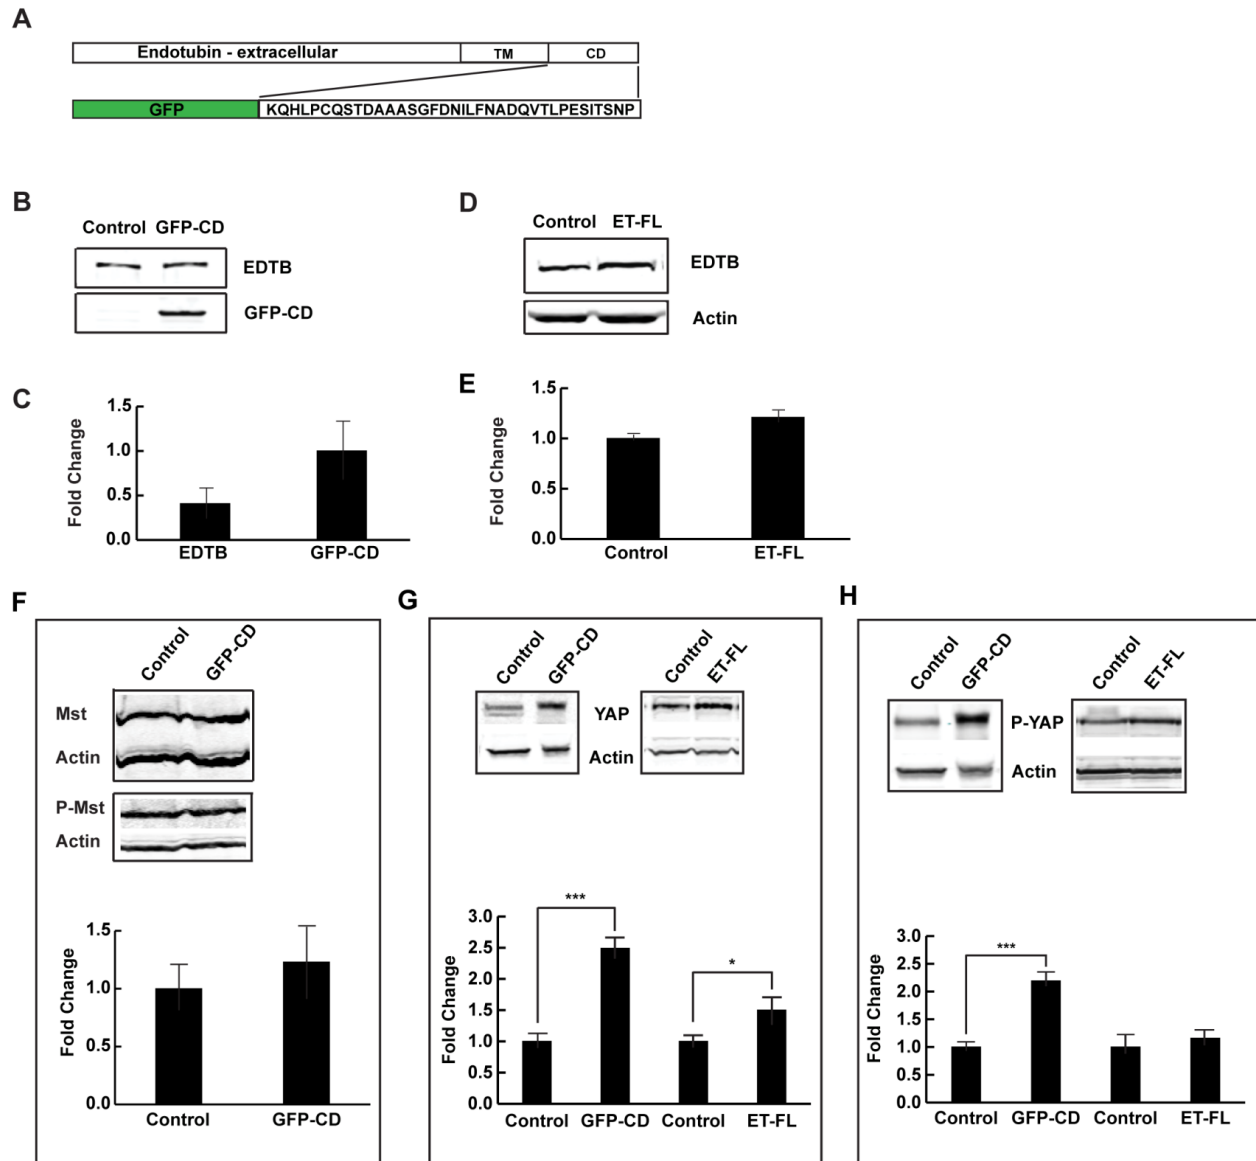 A
Endotubin - extracellular TM CD
GFP KQHLPCQSTDAAASGFDNILFNADQVTLPESITSNP
B
Control GFP-CD
EDTB
GFP-CD
D
Control ET-FL
EDTB
Actin
C
Fold Change
1.5
1.0
0.5
0.0
EDTB GFP-CD
E
Fold Change
1.5
1.0
0.5
0.0
Control ET-FL
F
Control GFP-CD
Mst
Actin
P-Mst
Actin
Fold Change
1.5
1.0
0.5
0.0
Control GFP-CD
G
Control GFP-CD Control ET-FL
YAP
Actin
Fold Change
3.0
2.5
2.0
1.5
1.0
0.5
0.0
***
*
Control GFP-CD Control ET-FL
H
Control GFP-CD Control ET-FL
P-YAP
Actin
Fold Change
3.0
2.5
2.0
1.5
1.0
0.5
0.0
***
Control GFP-CD Control ET-FL